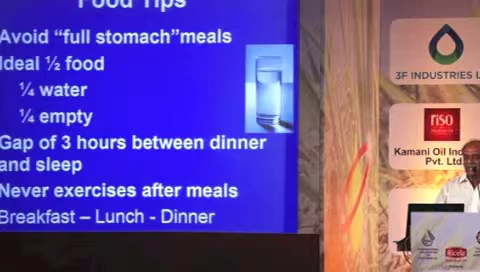 Food Tips
Avoid “full stomach”meals
Ideal ½ food
¼ water
¼ empty
Gap of 3 hours between dinner
and sleep
Never exercises after meals
Breakfast – Lunch - Dinner
3F INDUSTRIES L
riso
Kamani Oil Ind
Pvt. Ltd.
Ricela